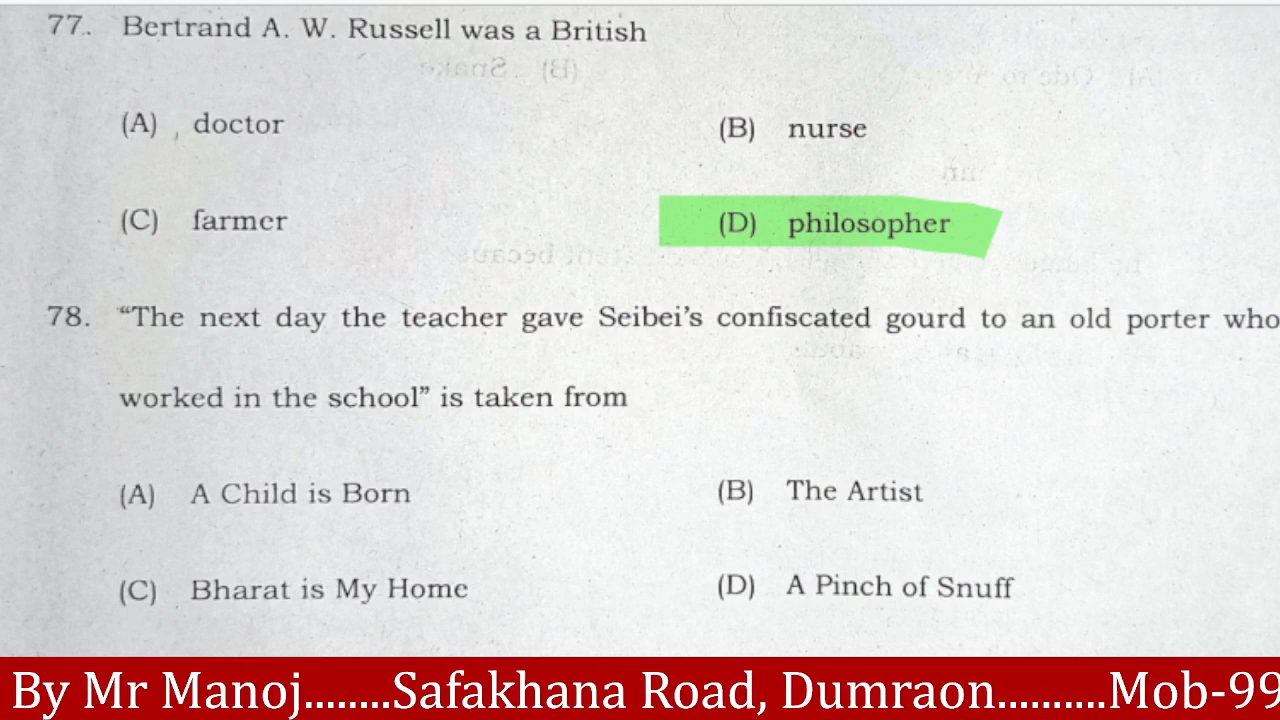 77. Bertrand A. W. Russell was a British
(A) doctor (B) nurse
(C) farmer (D) philosopher
78. “The next day the teacher gave Seibei’s confiscated gourd to an old porter who
worked in the school” is taken from
(A) A Child is Born (B) The Artist
(C) Bharat is My Home (D) A Pinch of Snuff
By Mr Manoj........Safakhana Road, Dumraon..........Mob-99